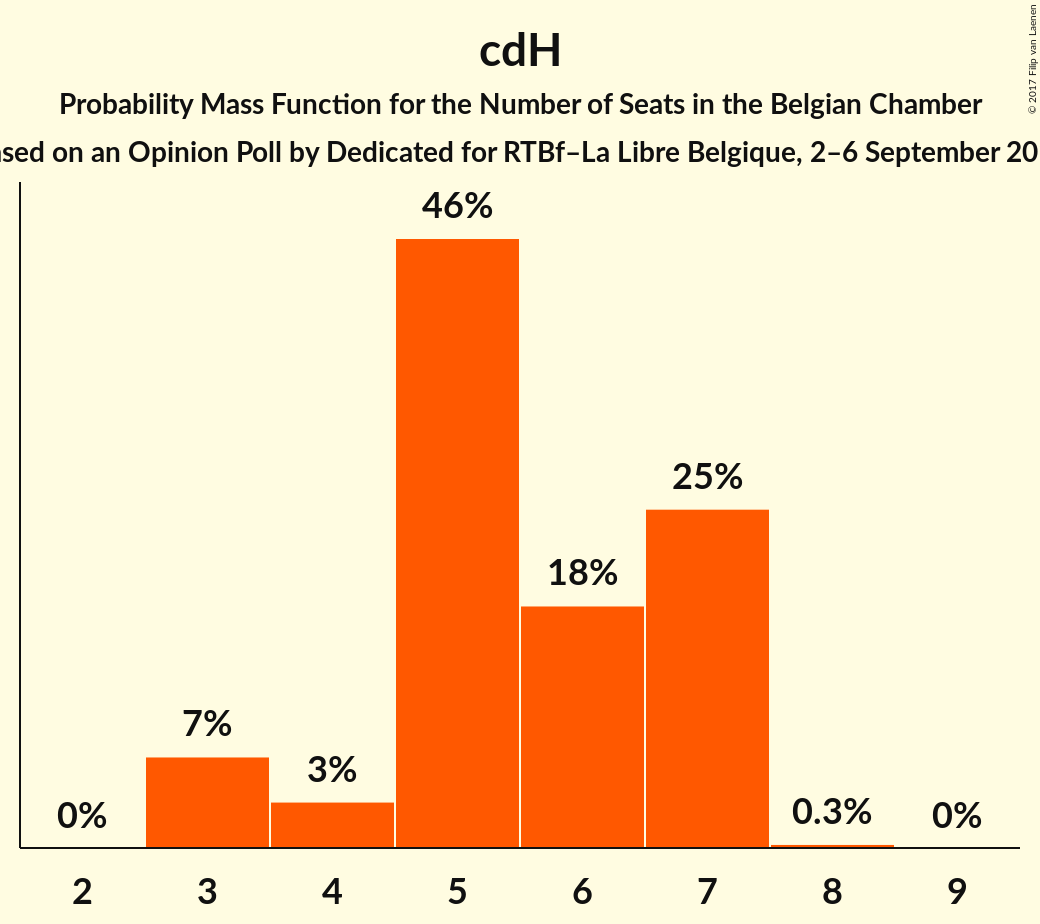 cdH
Probability Mass Function for the Number of Seats in the Belgian Chamber
on an Opinion Poll by Dedicated for RTBf–La Libre Belgique, 2–6 September
46%
25%
18%
7%
3%
0%
0.3%
0%
2 3 4 5 6 7 8 9
© 2017 Filip van Laenen